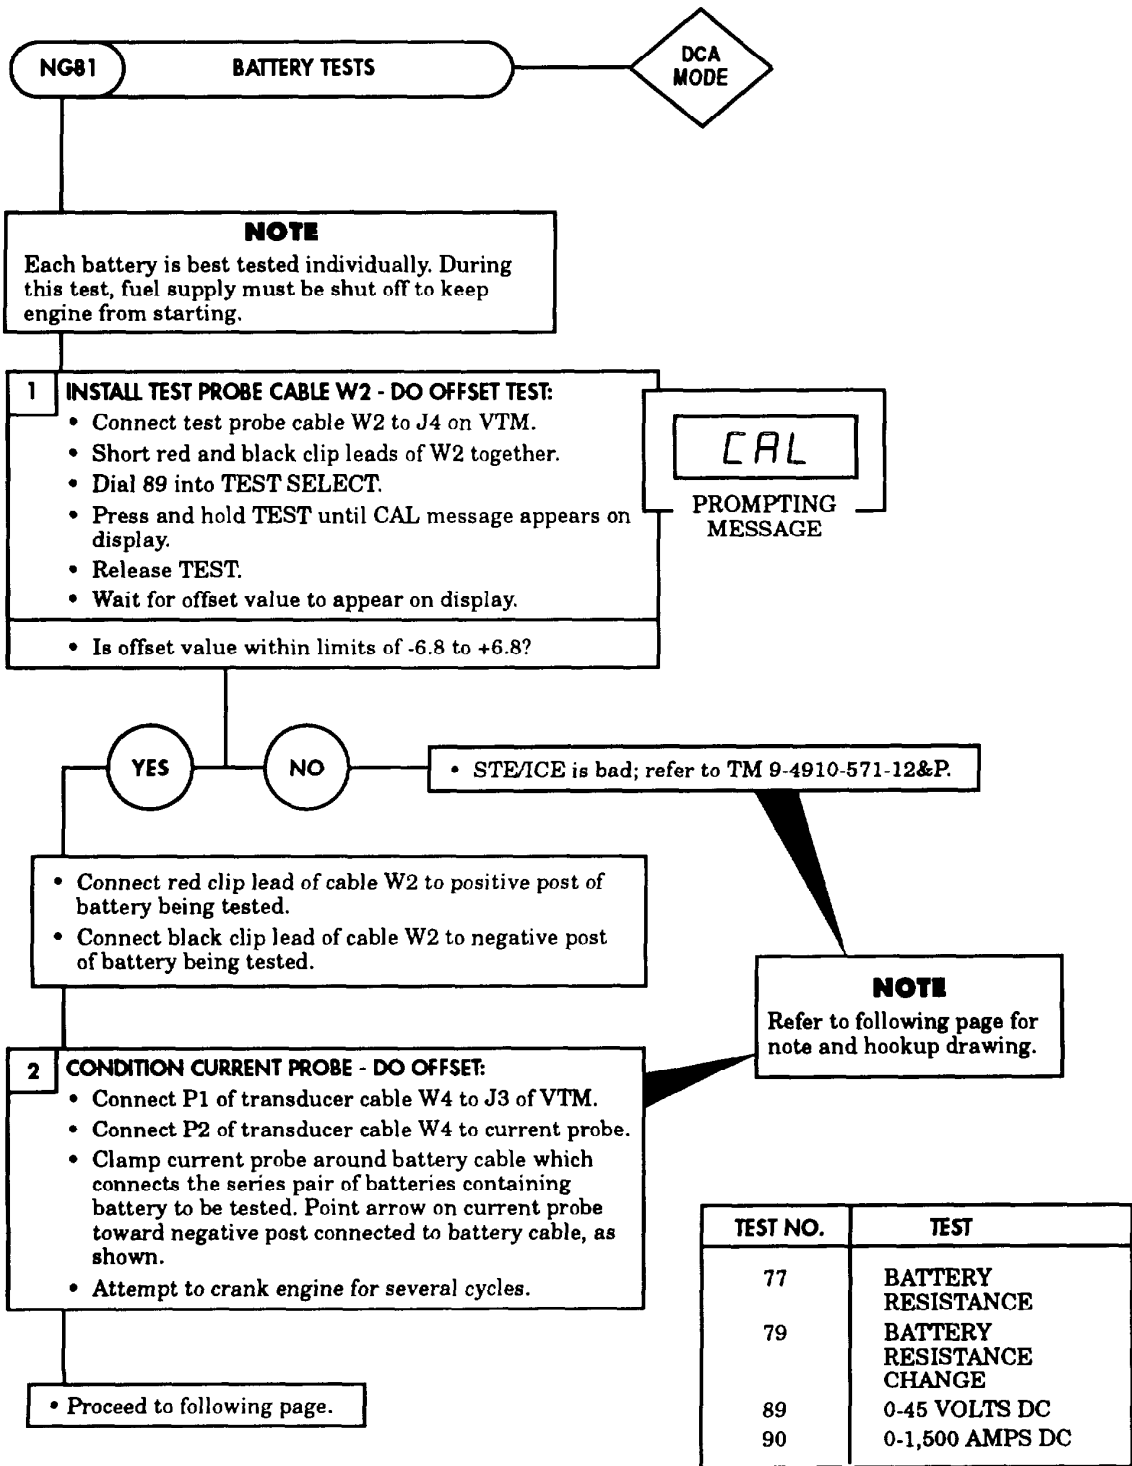 NG81
BATTERY TESTS
DCA
MODE
NOTE
Each battery is best tested individually. During
this test, fuel supply must be shut off to keep
engine from starting.
1 INSTALL TEST PROBE CABLE W2 - DO OFFSET TEST:
• Connect test probe cable W2 to J4 on VTM.
• Short red and black clip leads of W2 together.
• Dial 89 into TEST SELECT.
• Press and hold TEST until CAL message appears on
display.
• Release TEST.
• Wait for offset value to appear on display.
• Is offset value within limits of -6.8 to +6.8?
CAL
PROMPTING
MESSAGE
YES
NO
• STE/ICE is bad; refer to TM 9-4910-571-12&P.
• Connect red clip lead of cable W2 to positive post of
battery being tested.
• Connect black clip lead of cable W2 to negative post
of battery being tested.
NOTE
Refer to following page for
note and hookup drawing.
2 CONDITION CURRENT PROBE - DO OFFSET:
• Connect P1 of transducer cable W4 to J3 of VTM.
• Connect P2 of transducer cable W4 to current probe.
• Clamp current probe around battery cable which
connects the series pair of batteries containing
battery to be tested. Point arrow on current probe
toward negative post connected to battery cable, as
shown.
• Attempt to crank engine for several cycles.
• Proceed to following page.
TEST NO. TEST
77 BATTERY
RESISTANCE
79 BATTERY
RESISTANCE
CHANGE
89 0-45 VOLTS DC
90 0-1,500 AMPS DC